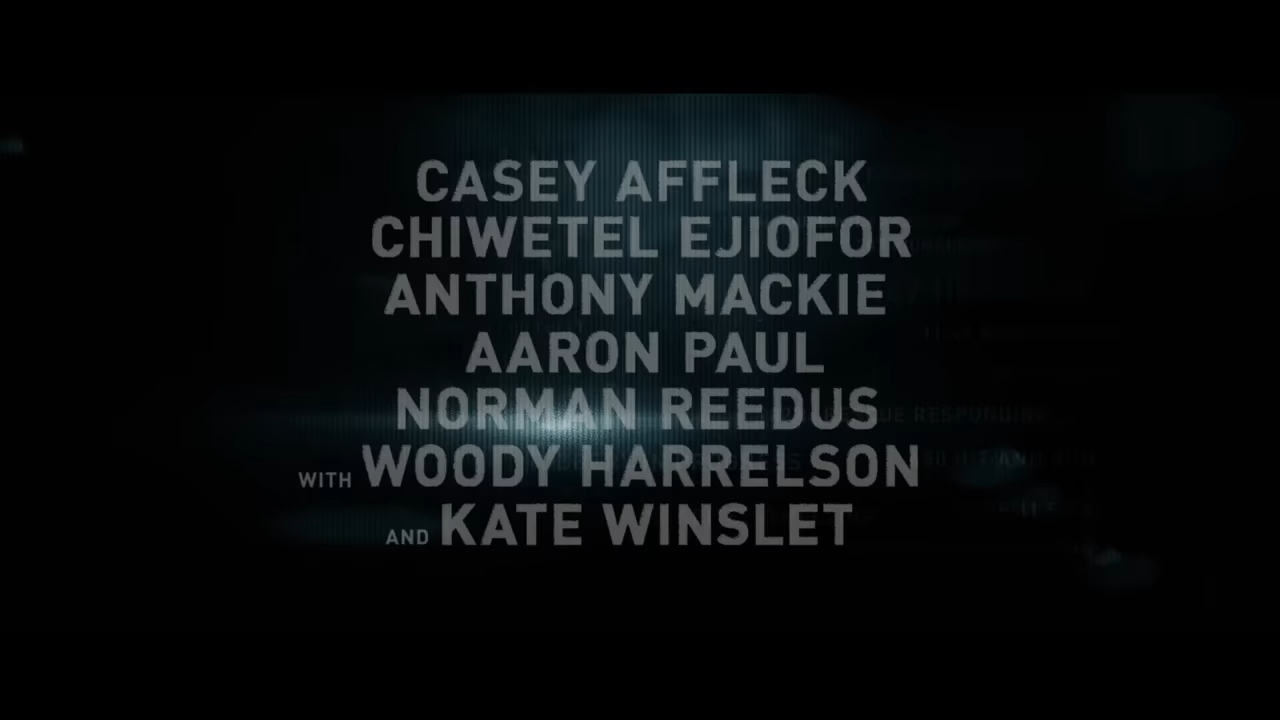 CASEY AFFLECK
CHIWETEL EJIOFOR
ANTHONY MACKIE
AARON PAUL
NORMAN REEDUS
WITH WOODY HARRELSON
AND KATE WINSLET